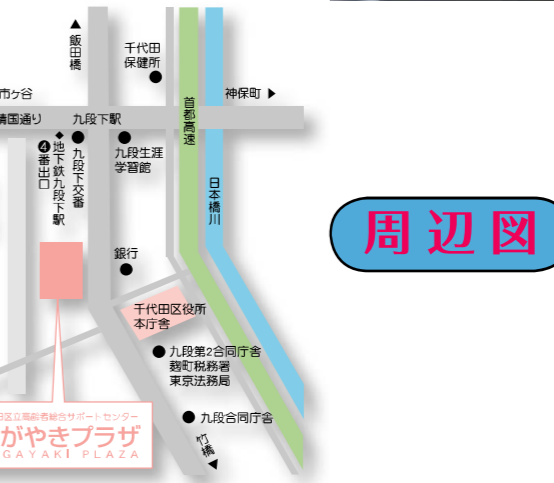 ▲
飯田橋
千代田
保健所
市ヶ谷
神保町 ▶
靖国通り
九段下駅
首都高速
◆地下鉄九段下駅
❹番出口
九段下交番
九段生涯
学習館
日本橋川
銀行
千代田区役所
本庁舎
九段第2合同庁舎
麹町税務署
東京法務局
九段合同庁舎
竹橋
区立高齢者総合サポートセンター
がやきプラザ
GAYAKI PLAZA
周辺図